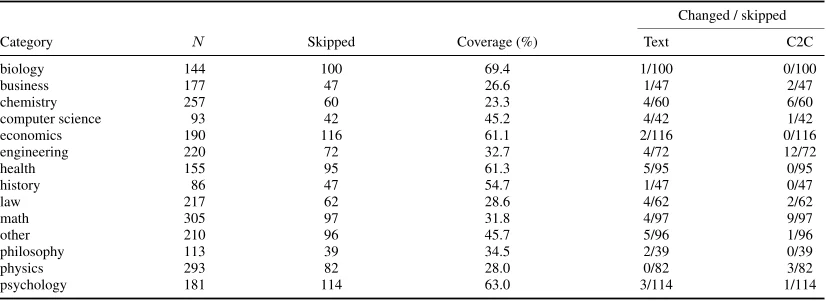 Changed / skipped
Category N Skipped Coverage (%) Text C2C
biology 144 100 69.4 1/100 0/100
business 177 47 26.6 1/47 2/47
chemistry 257 60 23.3 4/60 6/60
computer science 93 42 45.2 4/42 1/42
economics 190 116 61.1 2/116 0/116
engineering 220 72 32.7 4/72 12/72
health 155 95 61.3 5/95 0/95
history 86 47 54.7 1/47 0/47
law 217 62 28.6 4/62 2/62
math 305 97 31.8 4/97 9/97
other 210 96 45.7 5/96 1/96
philosophy 113 39 34.5 2/39 0/39
physics 293 82 28.0 0/82 3/82
psychology 181 114 63.0 3/114 1/114